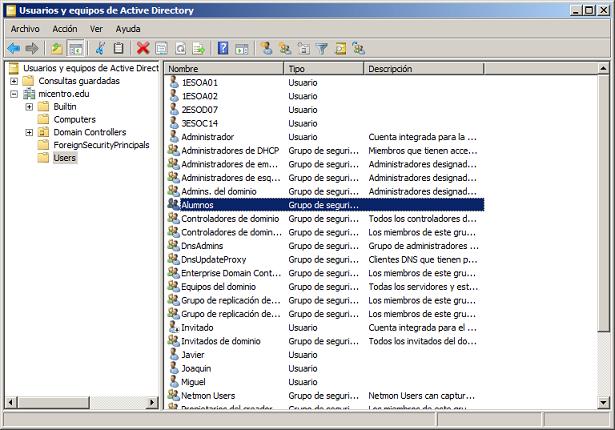 Usuarios y equipos de Active Directory
Archivo Acción Ver Ayuda
Usuarios y equipos de Active Direct
Consultas guardadas
micentro.edu
Builtin
Computers
Domain Controllers
ForeignSecurityPrincipals
Users
Nombre Tipo Descripción
1ESOA01 Usuario
1ESOA02 Usuario
2ESOD07 Usuario
3ESOC14 Usuario
Administrador Usuario Cuenta integrada para la ...
Administradores de DHCP Grupo de seguri... Miembros que tienen acce...
Administradores de em... Grupo de seguri... Administradores designad...
Administradores de esq... Grupo de seguri... Administradores designad...
Admins. del dominio Grupo de seguri... Administradores designad...
Alumnos Grupo de seguri...
Controladores de dominio Grupo de seguri... Todos los controladores d...
Controladores de domin... Grupo de seguri... Los miembros de este gru...
DnsAdmins Grupo de seguri... Grupo de administradores ...
DnsUpdateProxy Grupo de seguri... Clientes DNS que tienen p...
Enterprise Domain Cont... Grupo de seguri... Los miembros de este gru...
Equipos del dominio Grupo de seguri... Todas los servidores y est...
Grupo de replicación de... Grupo de seguri... Los miembros de este gru...
Grupo de replicación de... Grupo de seguri... Los miembros de este gru...
Invitado Usuario Cuenta integrada para el ...
Invitados de dominio Grupo de seguri... Todos los invitados del do...
Javier Usuario
Joaquin Usuario
Miguel Usuario
Netmon Users Grupo de seguri... Netmon Users can captur...
Propietarios del creador Grupo de seguri... Los miembros de este gru...